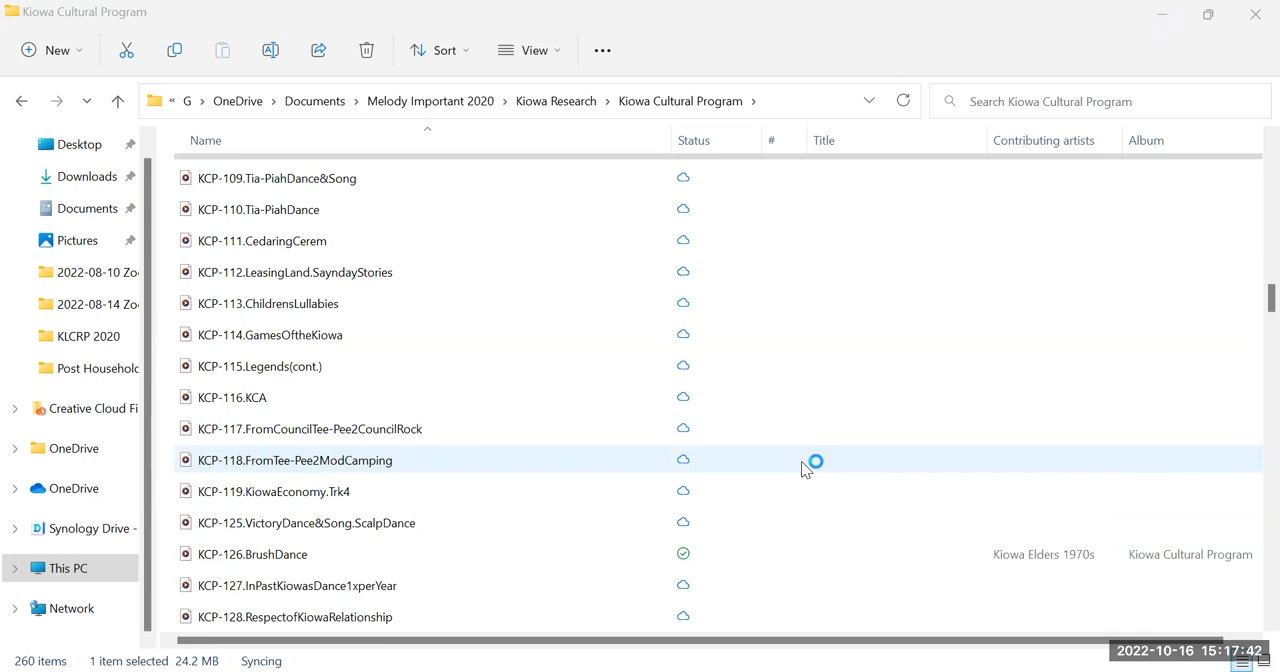 Kiowa Cultural Program
New
Sort
View
« G > OneDrive > Documents > Melody Important 2020 > Kiowa Research > Kiowa Cultural Program >
Search Kiowa Cultural Program
Name Status # Title Contributing artists Album
Desktop
Downloads
Documents
Pictures
2022-08-10 Zo
2022-08-14 Zo
KLCRP 2020
Post Househol
Creative Cloud Fi
OneDrive
OneDrive
Synology Drive -
This PC
Network
KCP-109.Tia-PiahDance&Song
KCP-110.Tia-PiahDance
KCP-111.CedaringCerem
KCP-112.LeasingLand.SayndayStories
KCP-113.ChildrensLullabies
KCP-114.GamesOftheKiowa
KCP-115.Legends(cont.)
KCP-116.KCA
KCP-117.FromCouncilTee-Pee2CouncilRock
KCP-118.FromTee-Pee2ModCamping
KCP-119.KiowaEconomy.Trk4
KCP-125.VictoryDance&Song.ScalpDance
KCP-126.BrushDance Kiowa Elders 1970s Kiowa Cultural Program
KCP-127.InPastKiowasDance1xperYear
KCP-128.RespectofKiowaRelationship
260 items 1 item selected 24.2 MB Syncing
2022-10-16 15:17:42